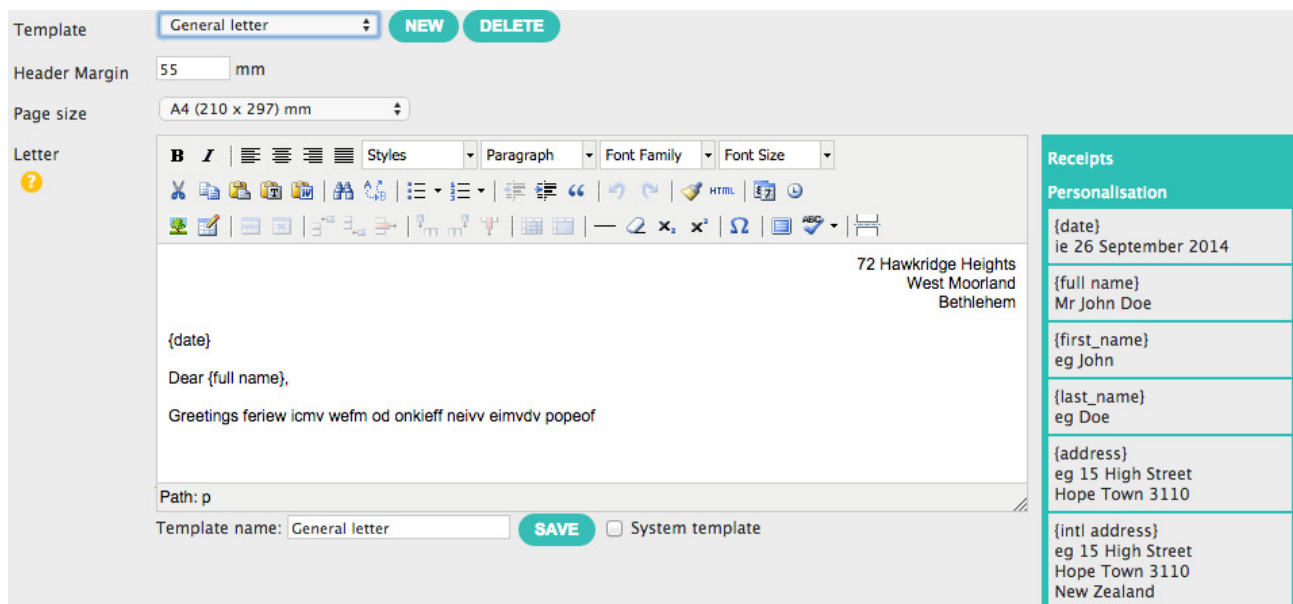 Template General letter NEW DELETE
Header Margin 55 mm
Page size A4 (210 x 297) mm
Letter
?
B I Styles Paragraph Font Family Font Size
HTML
ABC
72 Hawkridge Heights
West Moorland
Bethlehem
{date}
Dear {full name},
Greetings feriew icmv wefm od onkieff neivv eimvdv popeof
Path: p
Template name: General letter SAVE System template
Receipts
Personalisation
{date}
ie 26 September 2014
{full name}
Mr John Doe
{first_name}
eg John
{last_name}
eg Doe
{address}
eg 15 High Street
Hope Town 3110
{intl address}
eg 15 High Street
Hope Town 3110
New Zealand